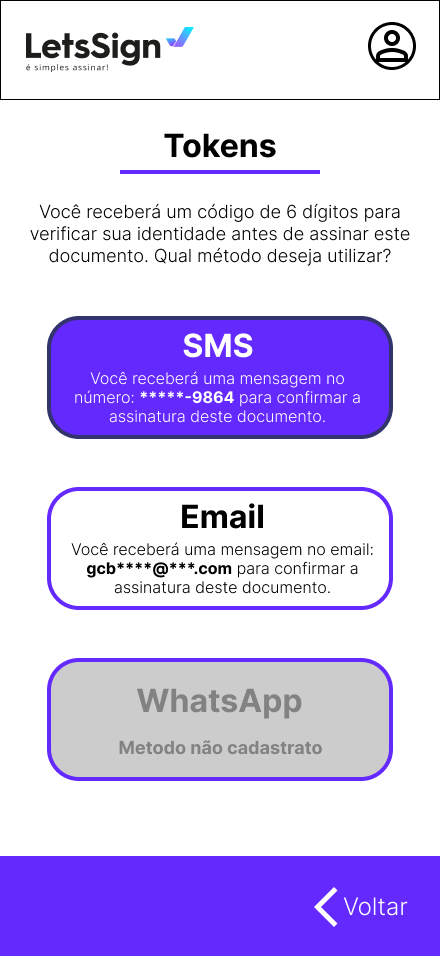 LetsSign
é simples assinar!
Tokens
Você receberá um código de 6 dígitos para
verificar sua identidade antes de assinar este
documento. Qual método deseja utilizar?
SMS
Você receberá uma mensagem no
número: *****-9864 para confirmar a
assinatura deste documento.
Email
Você receberá uma mensagem no email:
gcb****@***.com para confirmar a
assinatura deste documento.
WhatsApp
Metodo não cadastrato
Voltar